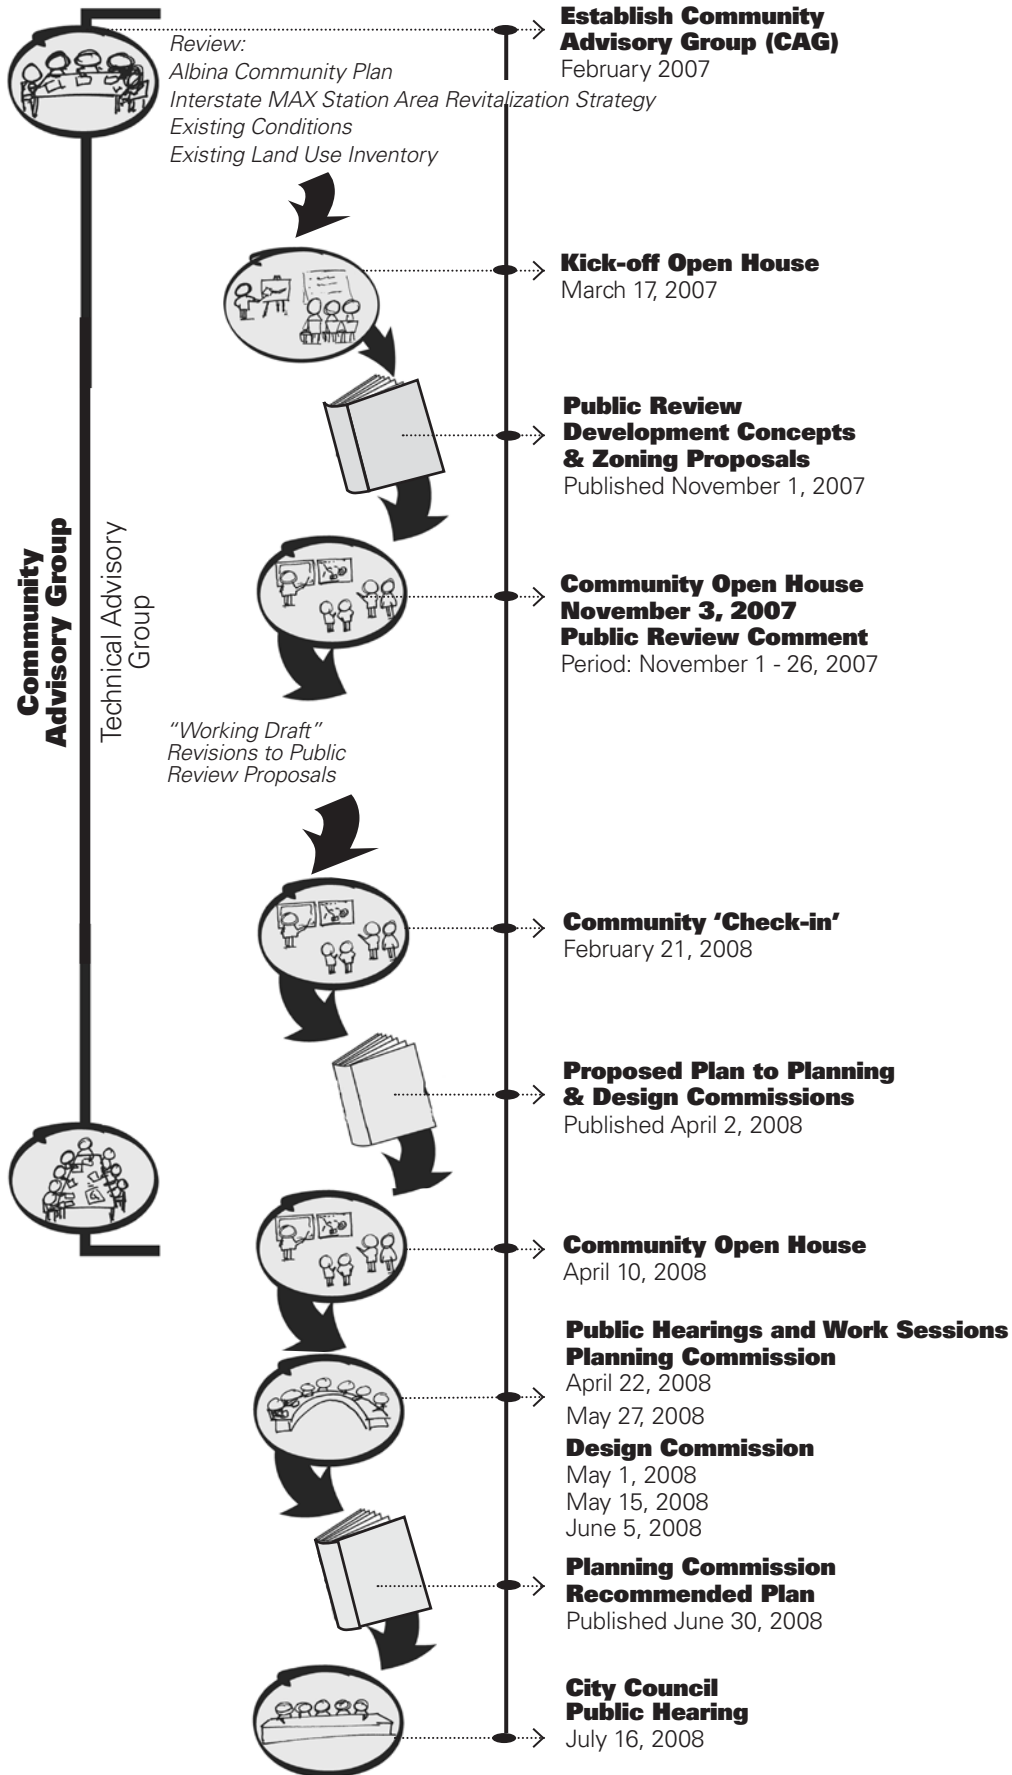 Establish Community
Advisory Group (CAG)
February 2007
Review:
Albina Community Plan
Interstate MAX Station Area Revitalization Strategy
Existing Conditions
Existing Land Use Inventory
Kick-off Open House
March 17, 2007
Public Review
Development Concepts
& Zoning Proposals
Published November 1, 2007
Community
Advisory Group
Technical Advisory
Group
Community Open House
November 3, 2007
Public Review Comment
Period: November 1 - 26, 2007
“Working Draft”
Revisions to Public
Review Proposals
Community ‘Check-in’
February 21, 2008
Proposed Plan to Planning
& Design Commissions
Published April 2, 2008
Community Open House
April 10, 2008
Public Hearings and Work Sessions
Planning Commission
April 22, 2008
May 27, 2008
Design Commission
May 1, 2008
May 15, 2008
June 5, 2008
Planning Commission
Recommended Plan
Published June 30, 2008
City Council
Public Hearing
July 16, 2008